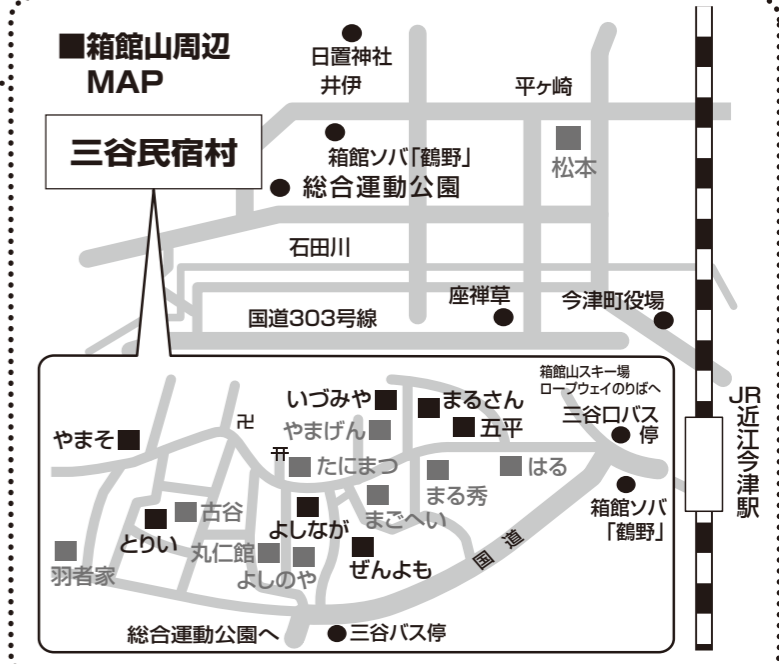 ■箱館山周辺
MAP
日置神社
井伊
平ヶ崎
三谷民宿村
箱館ソバ「鶴野」
松本
総合運動公園
石田川
座禅草
今津町役場
国道303号線
箱館山スキー場
ロープウェイのりばへ
いづみや
まるさん
三谷口バス
停
やまそ
卍
やまげん
五平
JR近江今津駅
たにまつ
まる秀
はる
古谷
よしなが
まごへい
箱館ソバ
「鶴野」
とりい
丸仁館
よしのや
ぜんよも
国道
羽者家
総合運動公園へ
三谷バス停